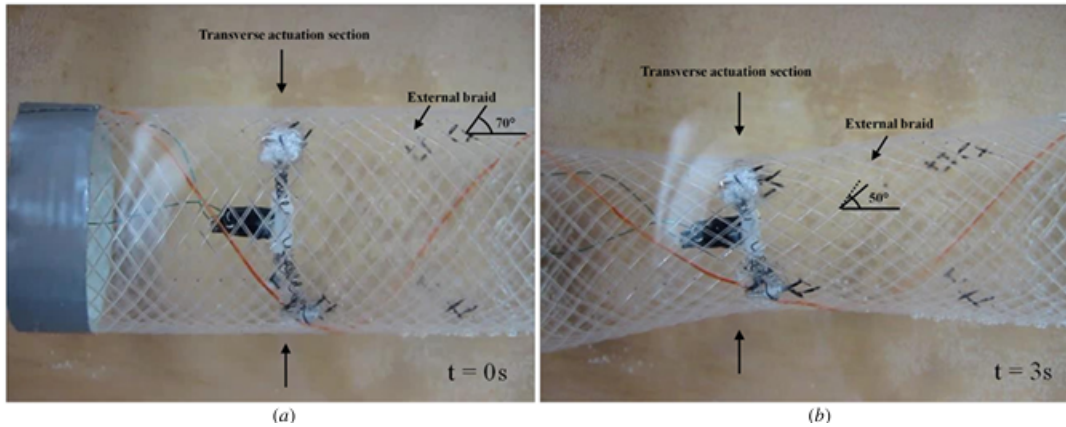 Transverse actuation section
External braid
70°
t = 0s
(a)
Transverse actuation section
External braid
50°
t = 3s
(b)